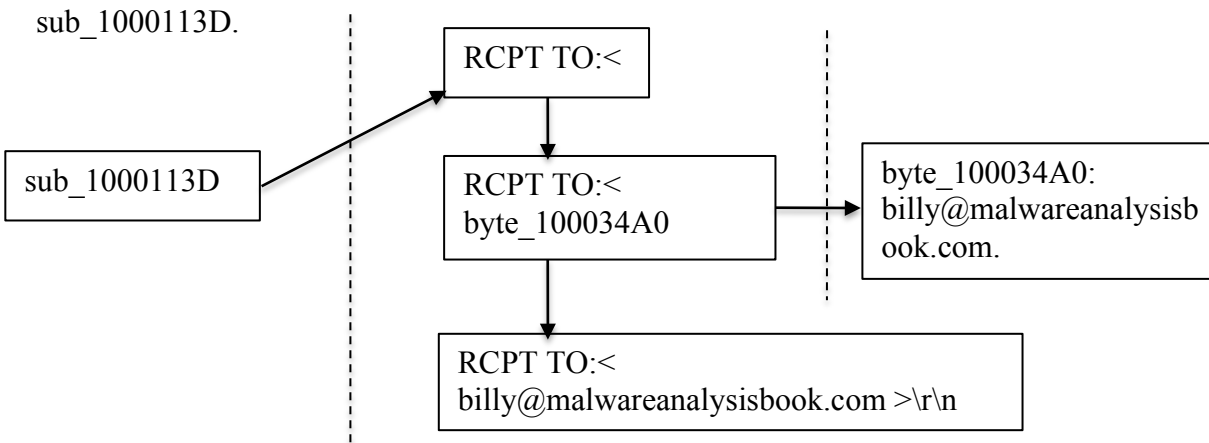 sub_1000113D.
RCPT TO:<
sub_1000113D
RCPT TO:<
byte_100034A0
byte_100034A0:
billy@malwareanalysisb
ook.com.
RCPT TO:<
billy@malwareanalysisbook.com >\r\n